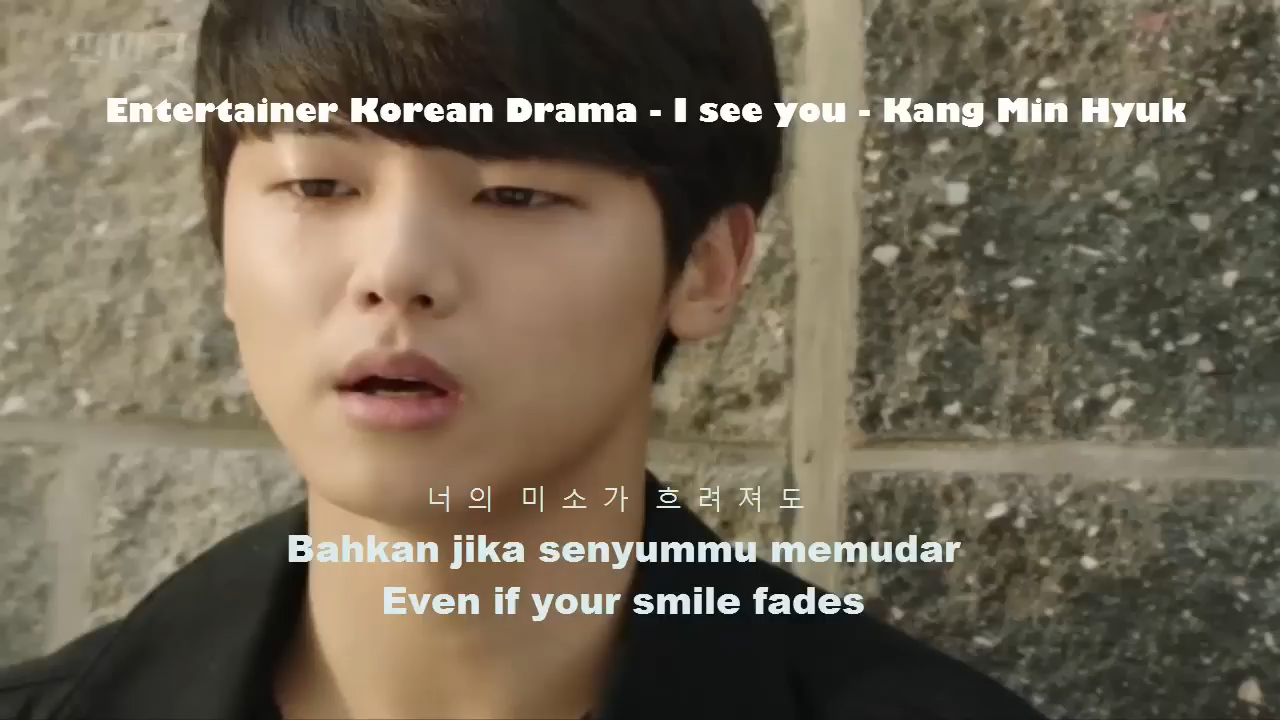 Entertainer Korean Drama - I see you - Kang Min Hyuk
너의 미소가 흐려져도
Bahkan jika senyummu memudar
Even if your smile fades